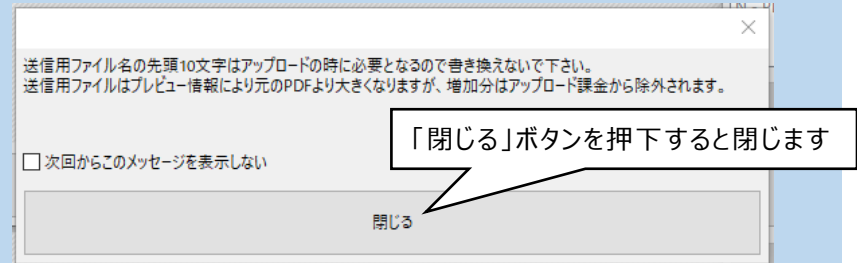 送信用ファイル名の先頭10文字はアップロードの時に必要となるので書き換えないで下さい。
送信用ファイルはプレビュー情報により元のPDFより大きくなりますが、増加分はアップロード課金から除外されます。
「閉じる」ボタンを押下すると閉じます
次回からこのメッセージを表示しない
閉じる